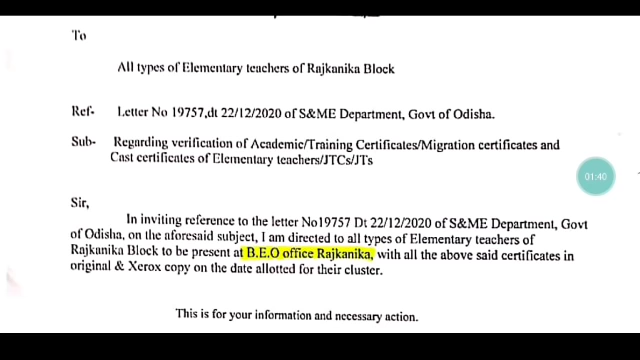 To
All types of Elementary teachers of Rajkanika Block
Ref- Letter No 19757,dt 22/12/2020 of S&ME Department, Govt of Odisha.
Sub- Regarding verification of Academic/Training Certificates/Migration certificates and
Cast certificates of Elementary teachers/JTCs/JTs
01:40
Sir,
In inviting reference to the letter No19757 Dt 22/12/2020 of S&ME Department, Govt
of Odisha, on the aforesaid subject, I am directed to all types of Elementary teachers of
Rajkanika Block to be present at B.E.O office Rajkanika, with all the above said certificates in
original & Xerox copy on the date allotted for their cluster.
This is for your information and necessary action.